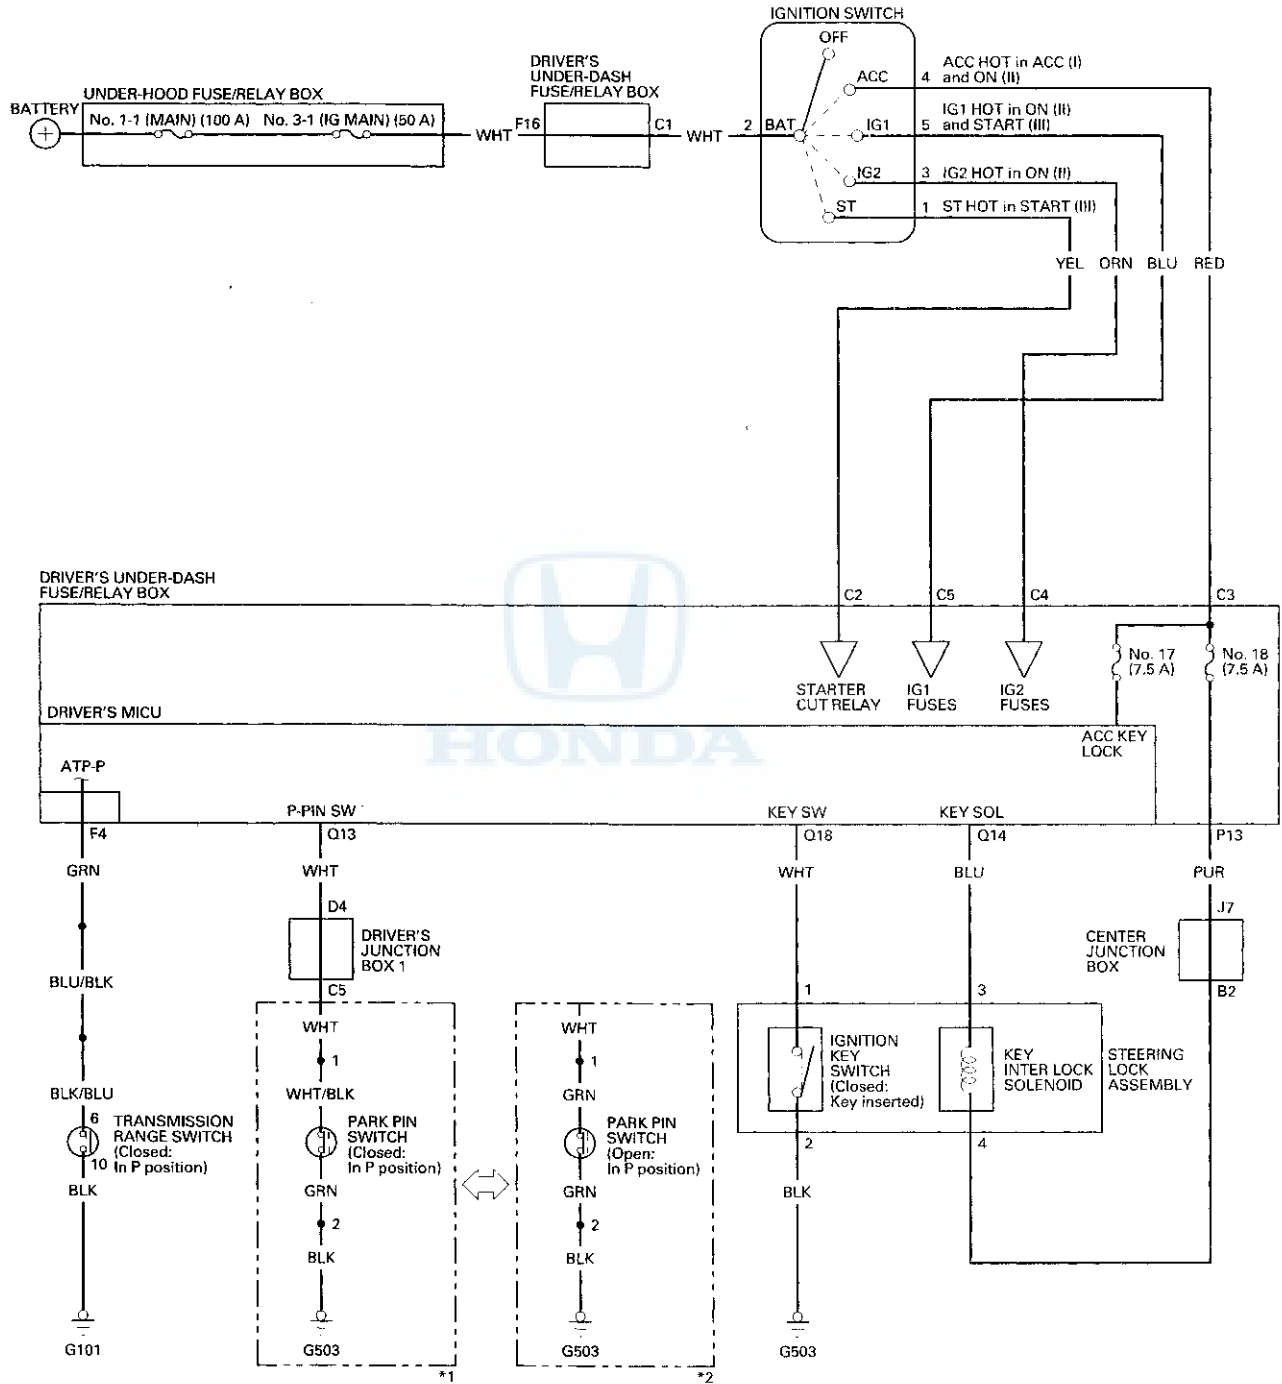 IGNITION SWITCH
OFF
ACC
4
ACC HOT in ACC (I)
and ON (II)
DRIVER'S
UNDER-DASH
FUSE/RELAY BOX
UNDER-HOOD FUSE/RELAY BOX
BATTERY
No. 1-1 (MAIN) (100 A)
No. 3-1 (IG MAIN) (50 A)
WHT
F16
C1
WHT
2
BAT
IG1
5
IG1 HOT in ON (II)
and START (III)
IG2
3
IG2 HOT in ON (II)
ST
1
ST HOT in START (III)
YEL
ORN
BLU
RED
HONDA
DRIVER'S UNDER-DASH
FUSE/RELAY BOX
C2
C5
C4
C3
STARTER
CUT RELAY
IG1
FUSES
IG2
FUSES
No. 17
(7.5 A)
No. 18
(7.5 A)
DRIVER'S MICU
ACC KEY
LOCK
ATP-P
P-PIN SW
KEY SW
KEY SOL
F4
Q13
Q18
Q14
P13
GRN
WHT
WHT
BLU
PUR
D4
DRIVER'S
JUNCTION
BOX 1
C5
J7
CENTER
JUNCTION
BOX
B2
BLU/BLK
BLK/BLU
6
TRANSMISSION
RANGE SWITCH
(Closed:
In P position)
10
BLK
G101
WHT
1
WHT/BLK
PARK PIN
SWITCH
(Closed:
In P position)
GRN
2
BLK
G503
*1
WHT
1
GRN
PARK PIN
SWITCH
(Open:
In P position)
GRN
2
BLK
G503
*2
1
IGNITION
KEY
SWITCH
(Closed:
Key inserted)
2
BLK
G503
3
KEY
INTER LOCK
SOLENOID
4
STEERING
LOCK
ASSEMBLY